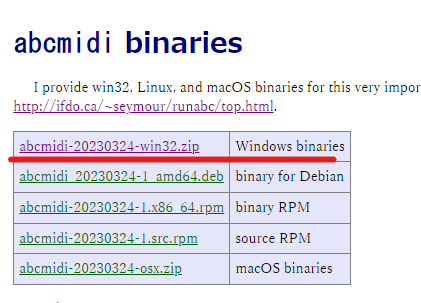 abcmidi binaries
I provide win32, Linux, and macOS binaries for this very impor
http://ifdo.ca/~seymour/runabc/top.html.
abcmidi-20230324-win32.zip Windows binaries
abcmidi_20230324-1_amd64.deb binary for Debian
abcmidi-20230324-1.x86_64.rpm binary RPM
abcmidi-20230324-1.src.rpm source RPM
abcmidi-20230324-osx.zip macOS binaries